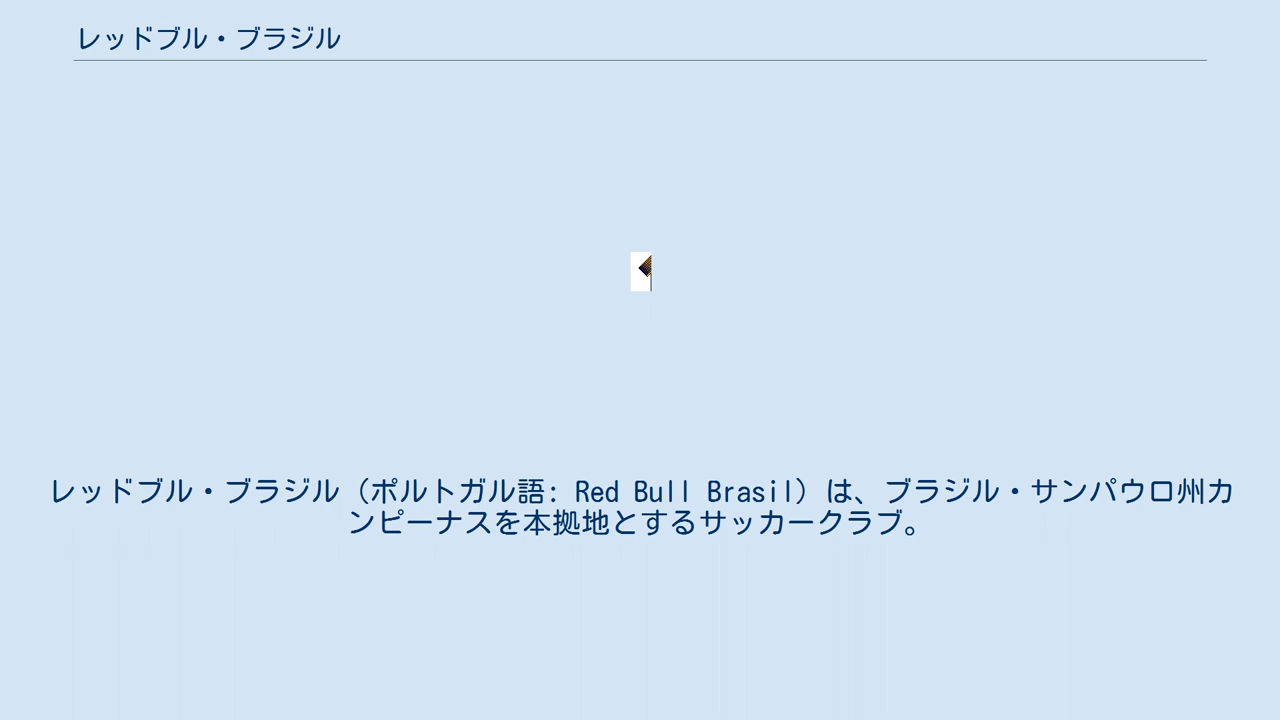 レッドブル・ブラジル
レッドブル・ブラジル（ポルトガル語: Red Bull Brasil）は、ブラジル・サンパウロ州カ
ンピーナスを本拠地とするサッカークラブ。